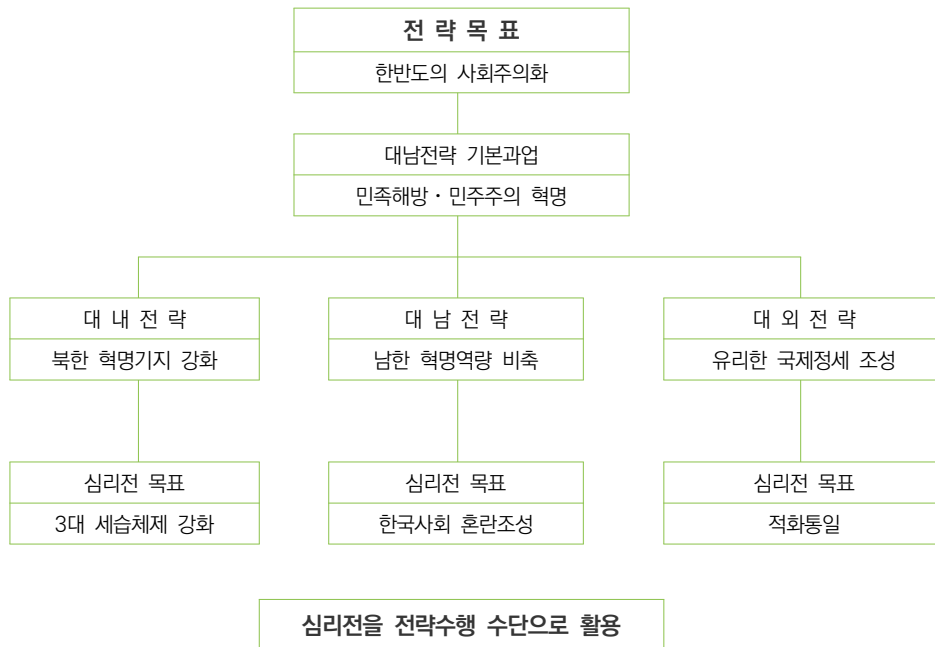 전 략 목 표
한반도의 사회주의화
대남전략 기본과업
민족해방·민주주의 혁명
대 내 전 략
북한 혁명기지 강화
대 남 전 략
남한 혁명역량 비축
대 외 전 략
유리한 국제정세 조성
심리전 목표
3대 세습체제 강화
심리전 목표
한국사회 혼란조성
심리전 목표
적화통일
심리전을 전략수행 수단으로 활용